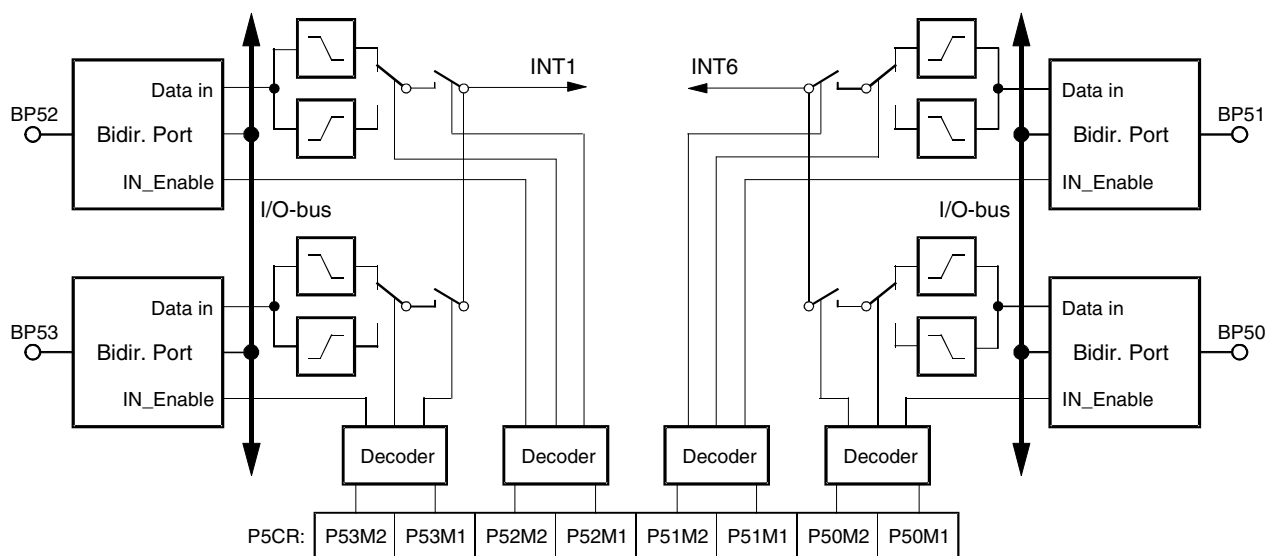 INT1
INT6
Data in
Data in
BP52
Bidir. Port
Bidir. Port
BP51
IN_Enable
IN_Enable
I/O-bus
I/O-bus
Data in
Data in
BP53
Bidir. Port
Bidir. Port
BP50
IN_Enable
IN_Enable
Decoder
Decoder
Decoder
Decoder
P5CR: P53M2 P53M1 P52M2 P52M1 P51M2 P51M1 P50M2 P50M1